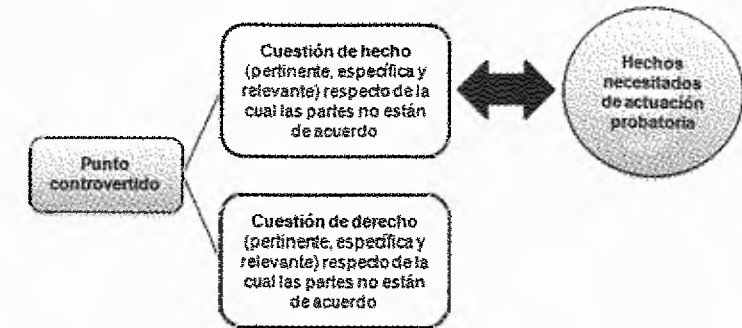 Cuestión de hecho
(pertinente, específica y
relevante) respecto de la
cual las partes no están
de acuerdo
Hechos
necesitados
de actuación
probatoria
Punto
controvertido
Cuestión de derecho
(pertinente, específica y
relevante) respecto de la
cual las partes no están
de acuerdo